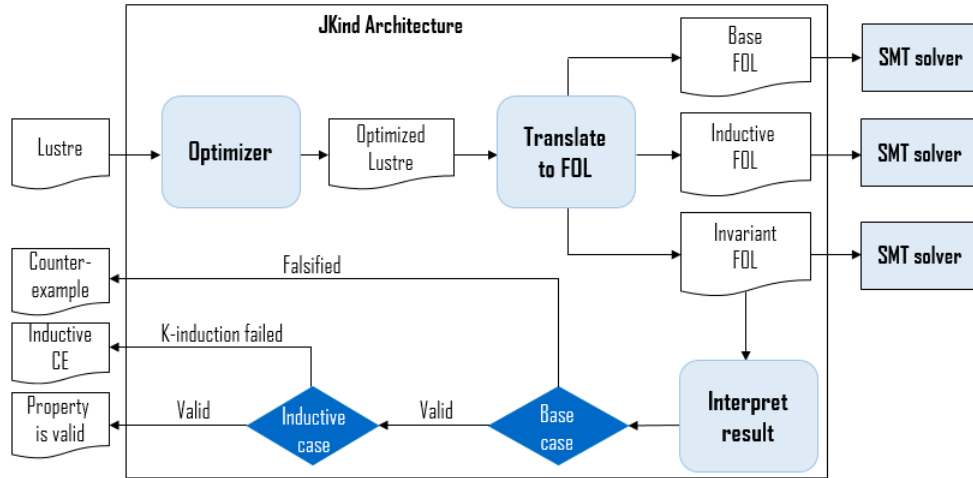 JKind Architecture
Base
FOL
SMT solver
Lustre
Optimizer
Optimized
Lustre
Translate
to FOL
Inductive
FOL
SMT solver
Invariant
FOL
SMT solver
Counter-
example
Falsified
Inductive
CE
K-induction failed
Property
is valid
Valid
Inductive
case
Valid
Base
case
Interpret
result